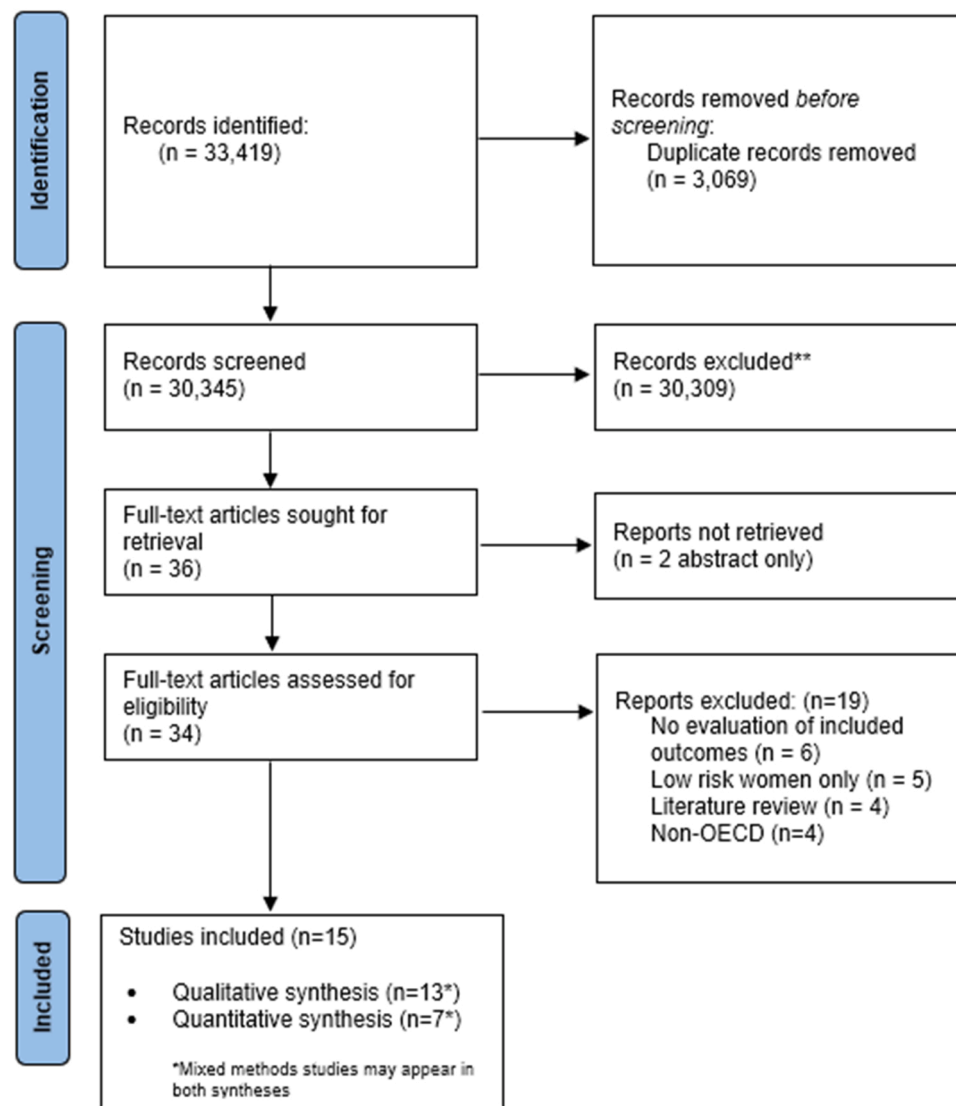 Identification
Records identified:
(n = 33,419)
Records removed before
screening:
Duplicate records removed
(n = 3,069)
Screening
Records screened
(n = 30,345)
Records excluded**
(n = 30,309)
Full-text articles sought for
retrieval
(n = 36)
Reports not retrieved
(n = 2 abstract only)
Full-text articles assessed for
eligibility
(n = 34)
Reports excluded: (n=19)
No evaluation of included
outcomes (n = 6)
Low risk women only (n = 5)
Literature review (n = 4)
Non-OECD (n=4)
Included
Studies included (n=15)
• Qualitative synthesis (n=13*)
• Quantitative synthesis (n=7*)
*Mixed methods studies may appear in
both syntheses